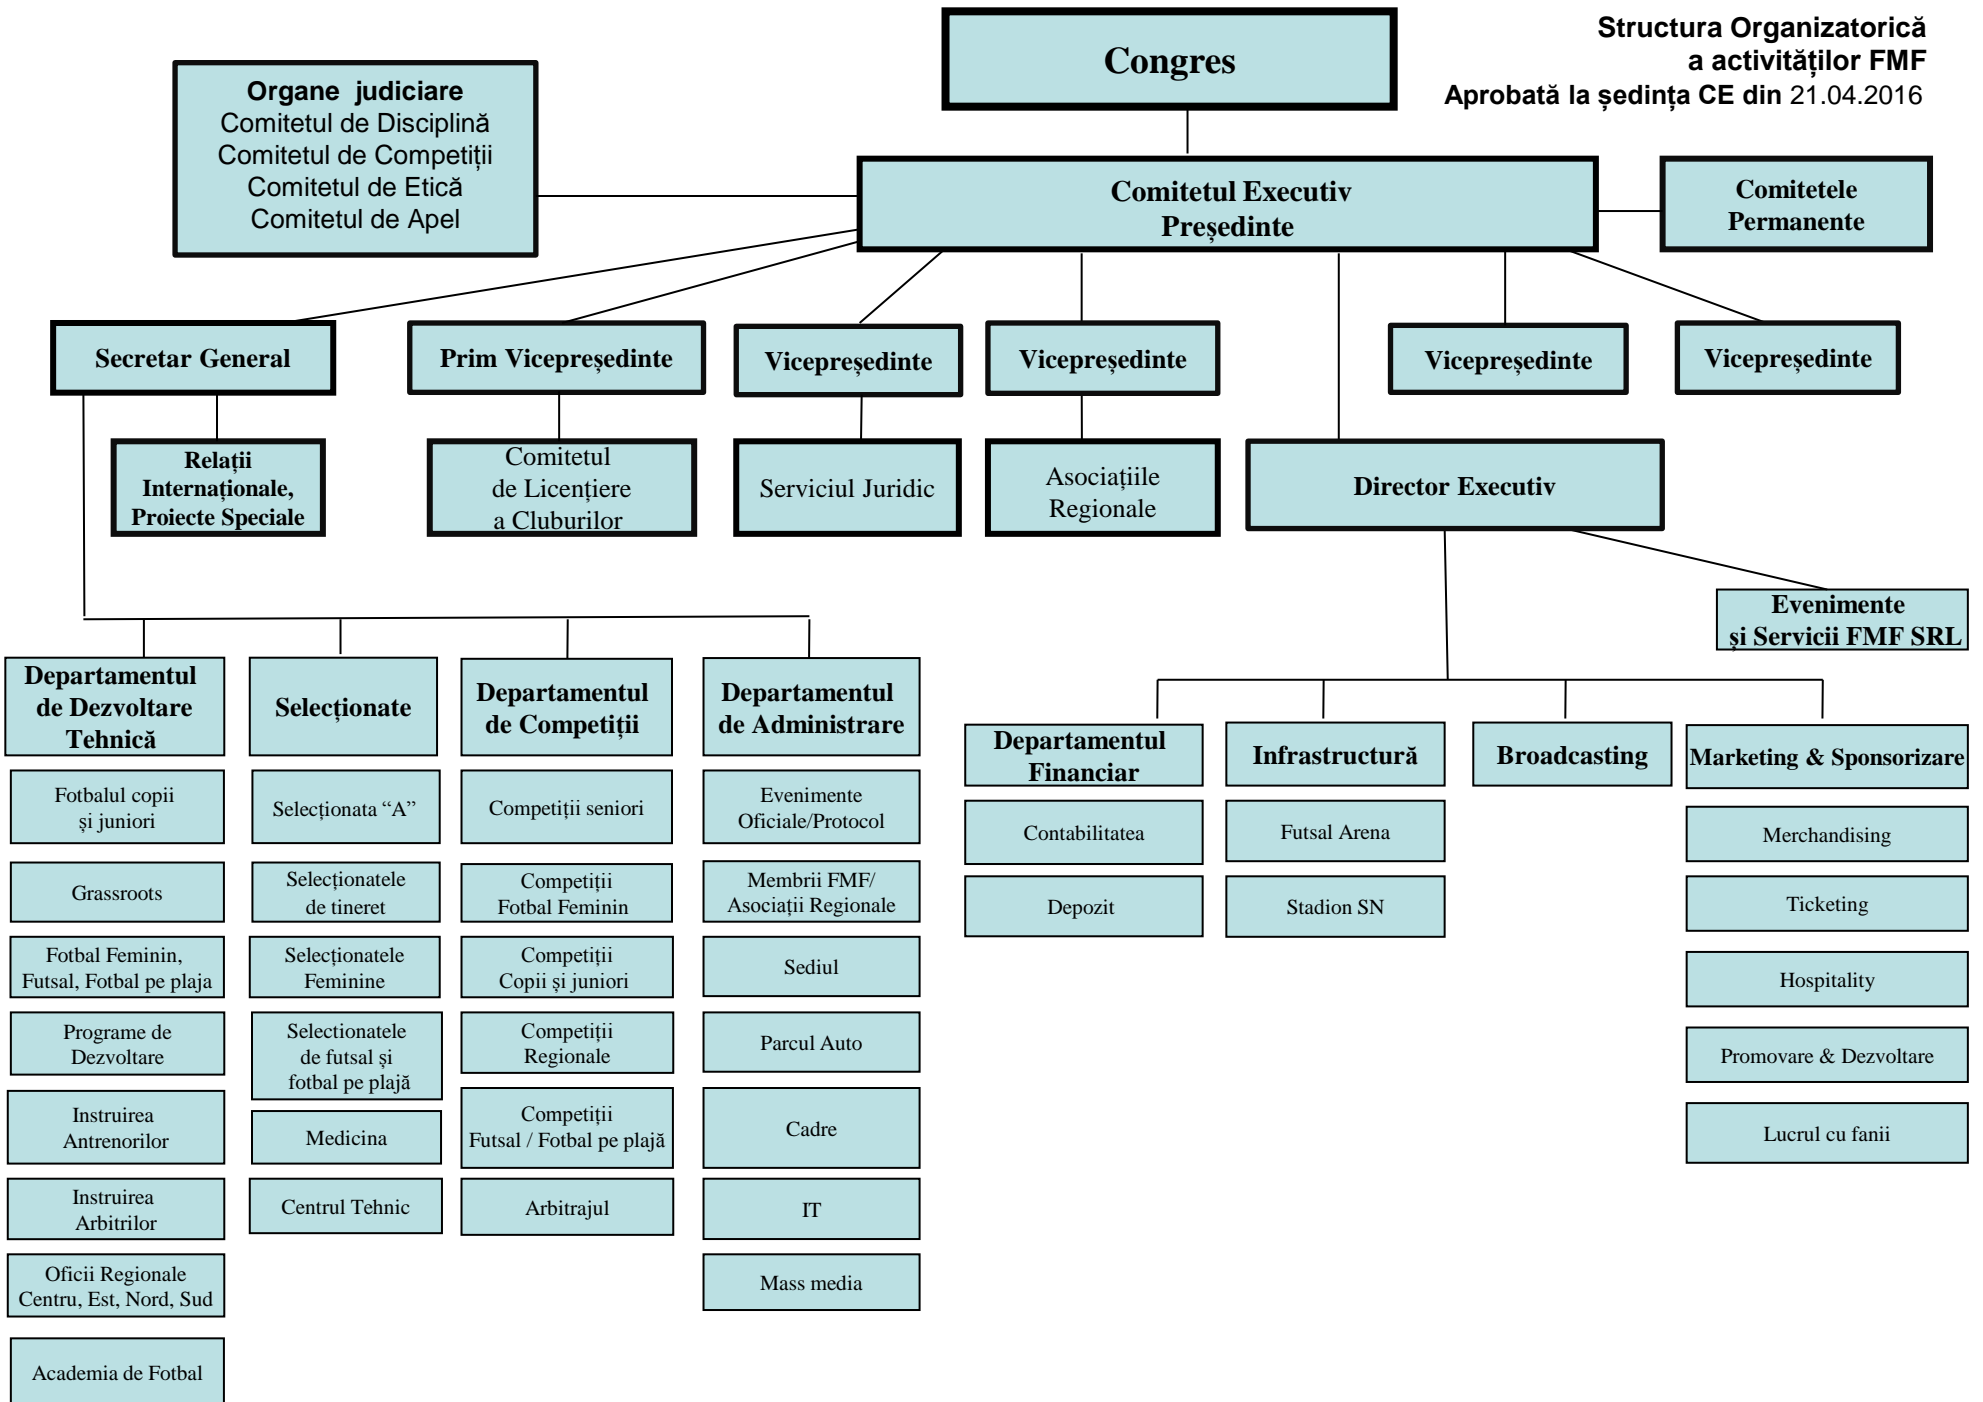 Structura Organizatorică
a activităților FMF
Aprobată la ședința CE din 21.04.2016
Congres
Organe judiciare
Comitetul de Disciplină
Comitetul de Competiții
Comitetul de Etică
Comitetul de Apel
Comitetul Executiv
Președinte
Comitetele
Permanente
Secretar General
Prim Vicepreședinte
Vicepreședinte
Vicepreședinte
Vicepreședinte
Vicepreședinte
Relații
Internaționale,
Proiecte Speciale
Comitetul
de Licențiere
a Cluburilor
Serviciul Juridic
Asociațiile
Regionale
Director Executiv
Evenimente
și Servicii FMF SRL
Departamentul
de Dezvoltare
Tehnică
Selecționate
Departamentul
de Competiții
Departamentul
de Administrare
Departamentul
Financiar
Infrastructură
Broadcasting
Marketing & Sponsorizare
Fotbalul copii
și juniori
Grassroots
Fotbal Feminin,
Futsal, Fotbal pe plaja
Programe de
Dezvoltare
Instruirea
Antrenorilor
Instruirea
Arbitrilor
Oficii Regionale
Centru, Est, Nord, Sud
Academia de Fotbal
Selecționata “A”
Selecționatele
de tineret
Selecționatele
Feminine
Selectionatele
de futsal și
fotbal pe plajă
Medicina
Centrul Tehnic
Competiții seniori
Competiții
Fotbal Feminin
Competiții
Copii și juniori
Competiții
Regionale
Competiții
Futsal / Fotbal pe plajă
Arbitrajul
Evenimente
Oficiale/Protocol
Membrii FMF/
Asociații Regionale
Sediul
Parcul Auto
Cadre
IT
Mass media
Contabilitatea
Depozit
Futsal Arena
Stadion SN
Merchandising
Ticketing
Hospitality
Promovare & Dezvoltare
Lucrul cu fanii